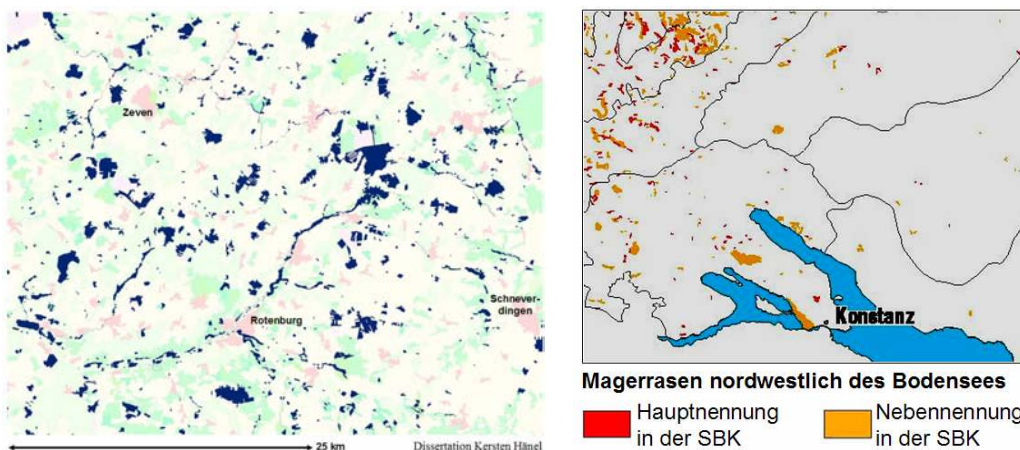 Zeven
Schnever-
dingen
Rotenburg
25 km
Dissertation Kersten Hänel
Konstanz
Magerrasen nordwestlich des Bodensees
Hauptnennung
in der SBK
Nebennennung
in der SBK